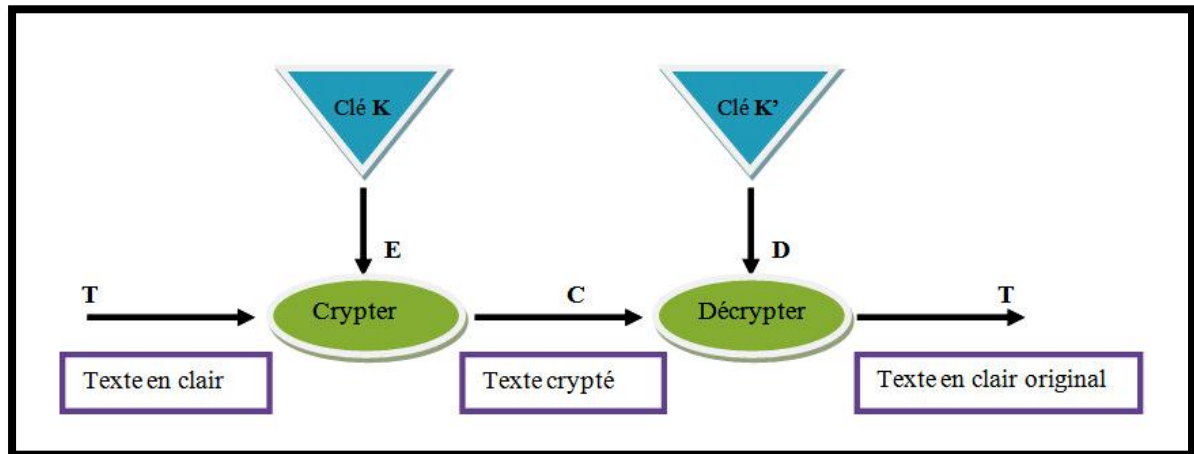 Clé K
Clé K’
E
D
T
C
T
Crypter
Décrypter
Texte en clair
Texte crypté
Texte en clair original